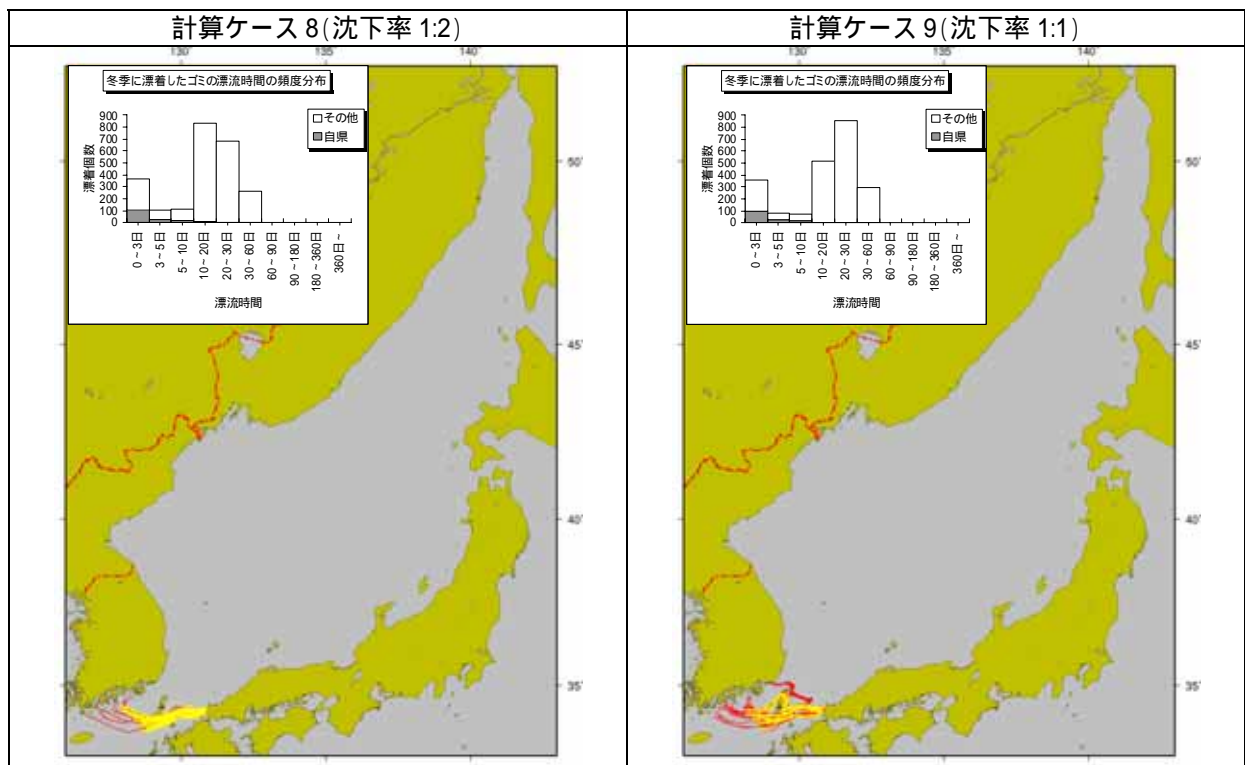 計算ケース 8(沈下率 1:2)
計算ケース 9(沈下率 1:1)
130°
135°
140°
冬季に漂着したゴミの漂流時間の頻度分布
漂着個数
900
800
700
600
500
400
300
200
100
0
□その他
■自県
0~3日
3~5日
5~10日
10~20日
20~30日
30~60日
60~90日
90~180日
180~360日
360日~
漂流時間
50°
45°
40°
35°
130°
135°
140°
冬季に漂着したゴミの漂流時間の頻度分布
漂着個数
900
800
700
600
500
400
300
200
100
0
□その他
■自県
0~3日
3~5日
5~10日
10~20日
20~30日
30~60日
60~90日
90~180日
180~360日
360日~
漂流時間
50°
45°
40°
35°